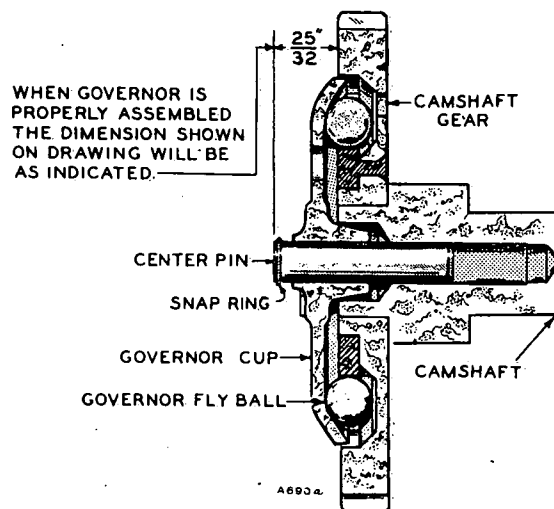 25"
32
WHEN GOVERNOR IS
PROPERLY ASSEMBLED
THE DIMENSION SHOWN
ON DRAWING WILL BE
AS INDICATED.
CAMSHAFT
GEAR
CENTER PIN
SNAP RING
GOVERNOR CUP
CAMSHAFT
GOVERNOR FLY BALL
A690a